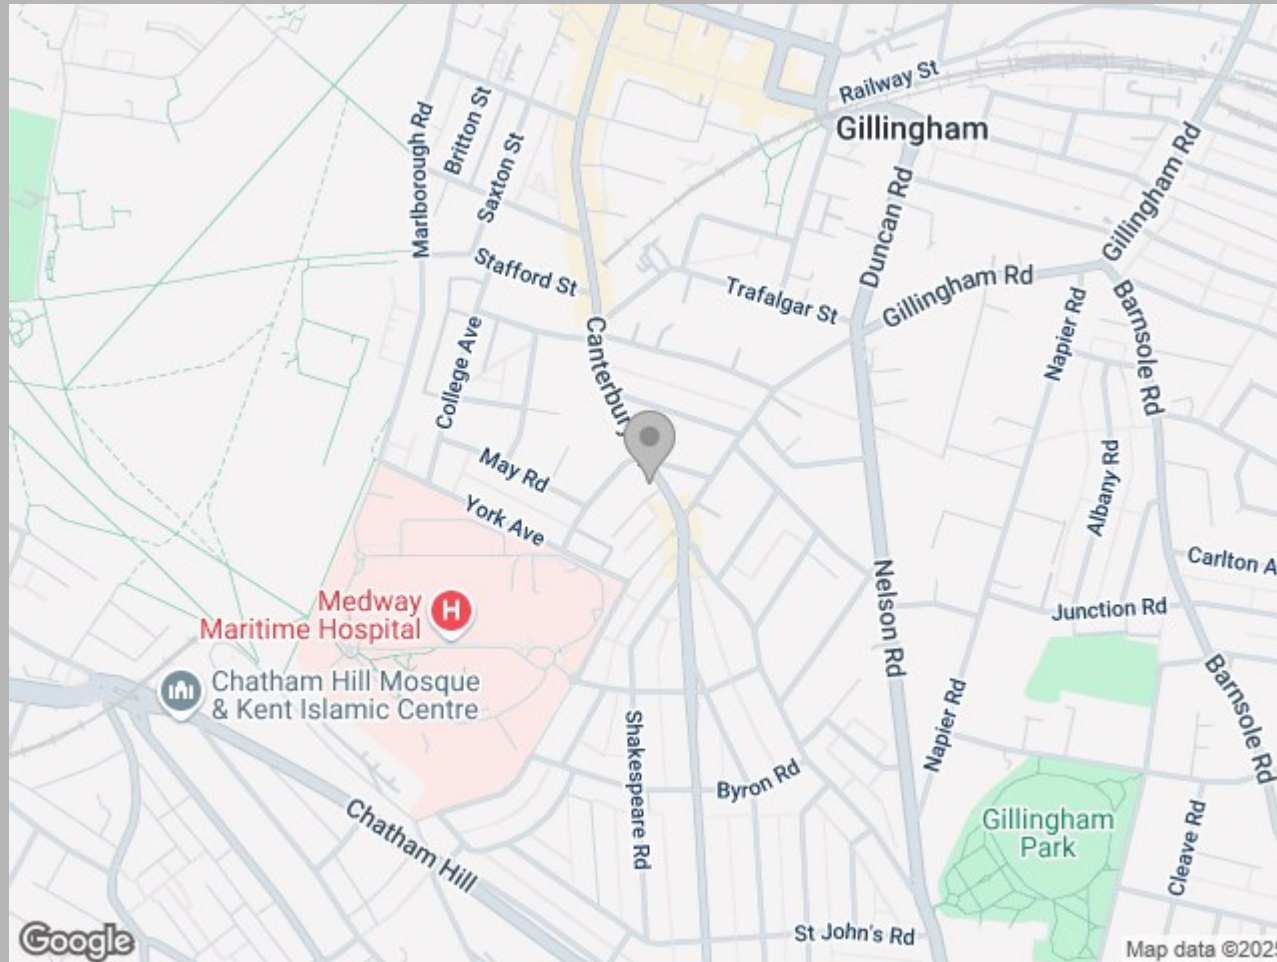 Railway St
Gillingham
Marlborough Rd
Britton St
Saxton St
Gillingham Rd
Duncan Rd
Stafford St
Trafalgar St
Gillingham Rd
Canterbury
College Ave
Napier Rd
Barnsole Rd
May Rd
York Ave
Albany Rd
Carlton A
Nelson Rd
Junction Rd
Medway
Maritime Hospital
H
Chatham Hill Mosque
& Kent Islamic Centre
Shakespeare Rd
Napier Rd
Barnsole Rd
Byron Rd
Chatham Hill
Gillingham
Park
Cleave Rd
St John's Rd
Google
Map data ©2025